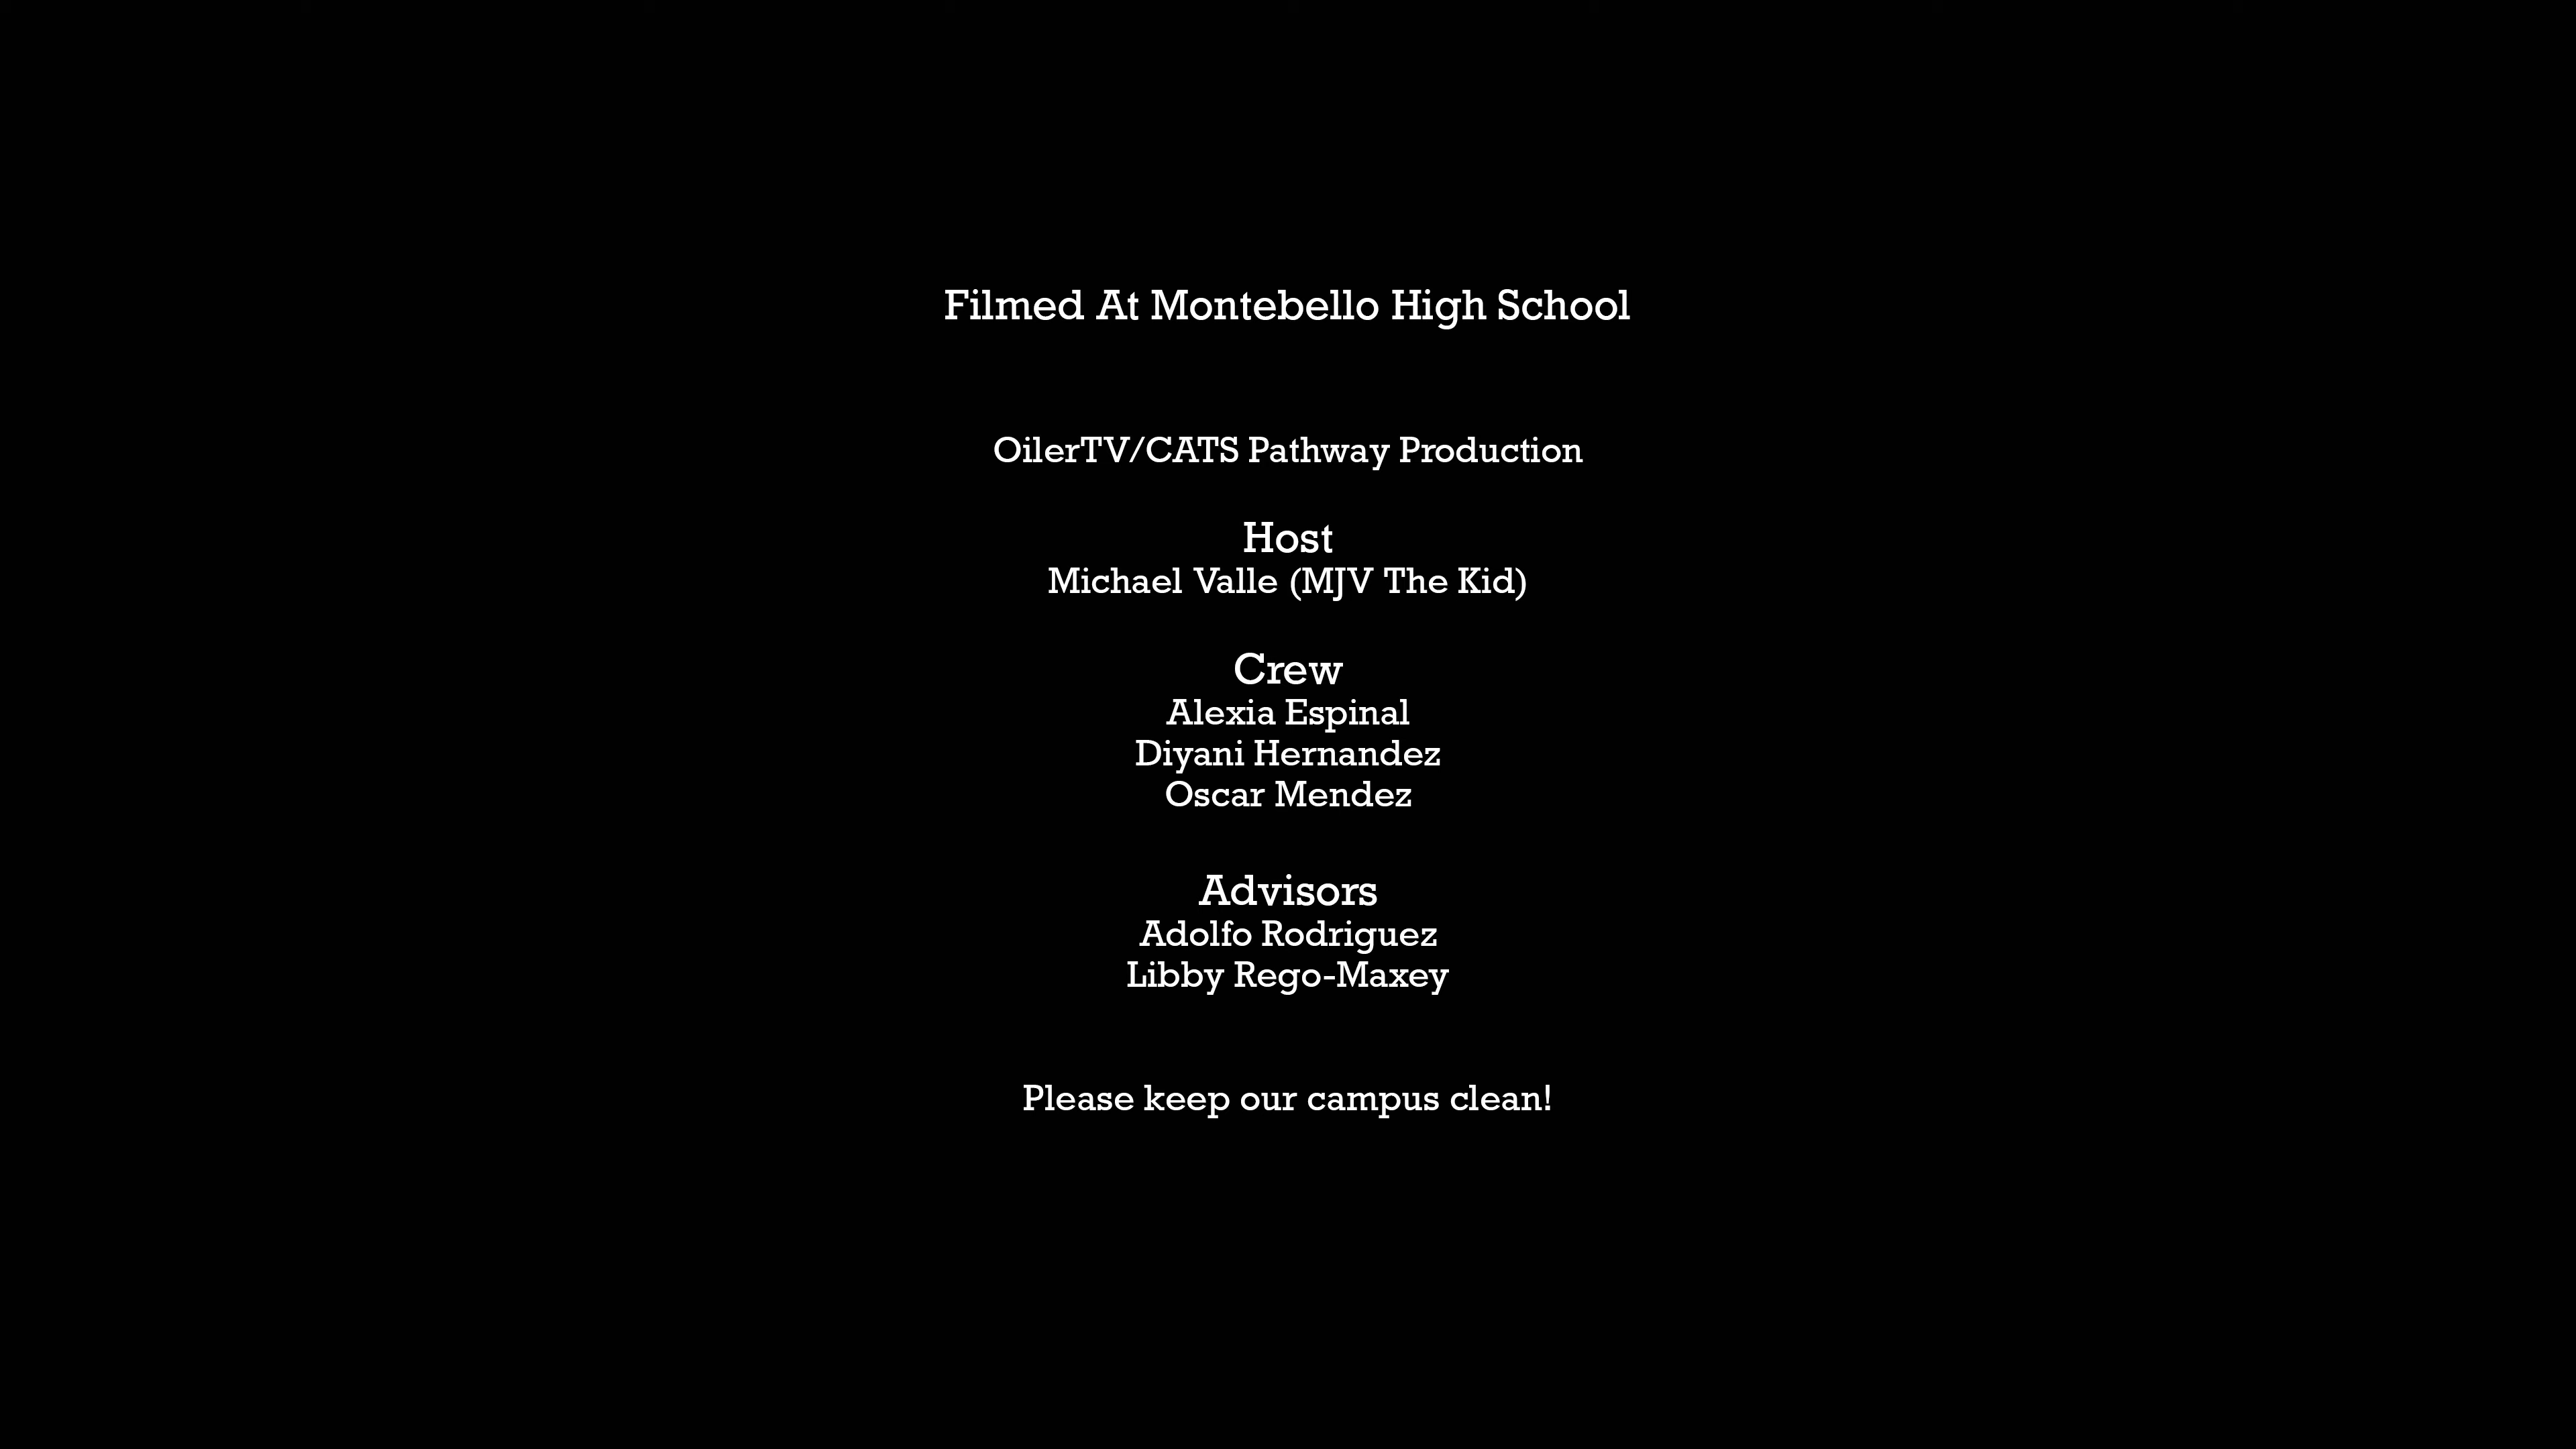 Filmed At Montebello High School
OilerTV/CATS Pathway Production
Host
Michael Valle (MJV The Kid)
Crew
Alexia Espinal
Diyani Hernandez
Oscar Mendez
Advisors
Adolfo Rodriguez
Libby Rego-Maxey
Please keep our campus clean!